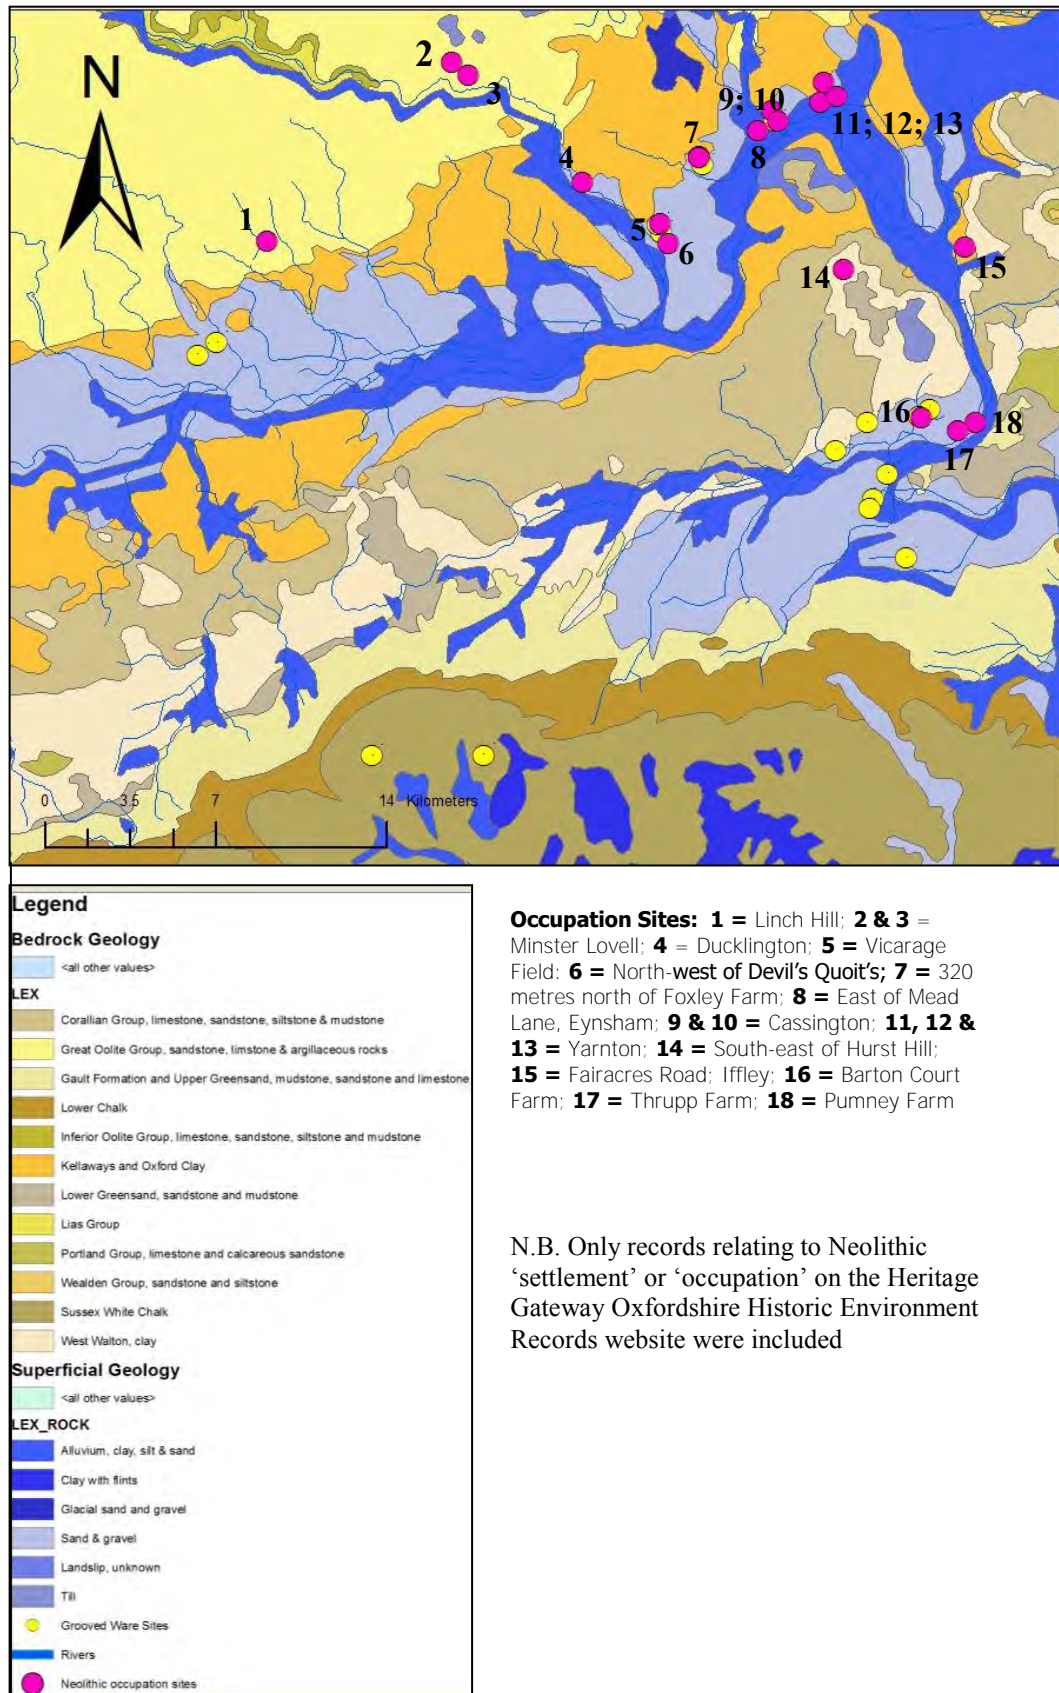 N
2
3
9; 10
11; 12; 13
7
8
4
1
5
6
14
15
16
18
17
0 3.5 7 14 Kilometers
Legend
Bedrock Geology
<all other values>
LEX
Corallian Group, limestone, sandstone, siltstone & mudstone
Great Oolite Group, sandstone, limstone & argillaceous rocks
Gault Formation and Upper Greensand, mudstone, sandstone and limestone
Lower Chalk
Inferior Oolite Group, limestone, sandstone, siltstone and mudstone
Kellaways and Oxford Clay
Lower Greensand, sandstone and mudstone
Lias Group
Portland Group, limestone and calcareous sandstone
Wealden Group, sandstone and siltstone
Sussex White Chalk
West Walton, clay
Superficial Geology
<all other values>
LEX_ROCK
Alluvium, clay, silt & sand
Clay with flints
Glacial sand and gravel
Sand & gravel
Landslip, unknown
Till
Grooved Ware Sites
Rivers
Neolithic occupation sites
Occupation Sites: 1 = Linch Hill; 2 & 3 =
Minster Lovell; 4 = Ducklington; 5 = Vicarage
Field: 6 = North-west of Devil's Quoit's; 7 = 320
metres north of Foxley Farm; 8 = East of Mead
Lane, Eynsham; 9 & 10 = Cassington; 11, 12 &
13 = Yarnton; 14 = South-east of Hurst Hill;
15 = Fairacres Road; Iffley; 16 = Barton Court
Farm; 17 = Thrupp Farm; 18 = Pumney Farm
N.B. Only records relating to Neolithic
‘settlement’ or ‘occupation’ on the Heritage
Gateway Oxfordshire Historic Environment
Records website were included